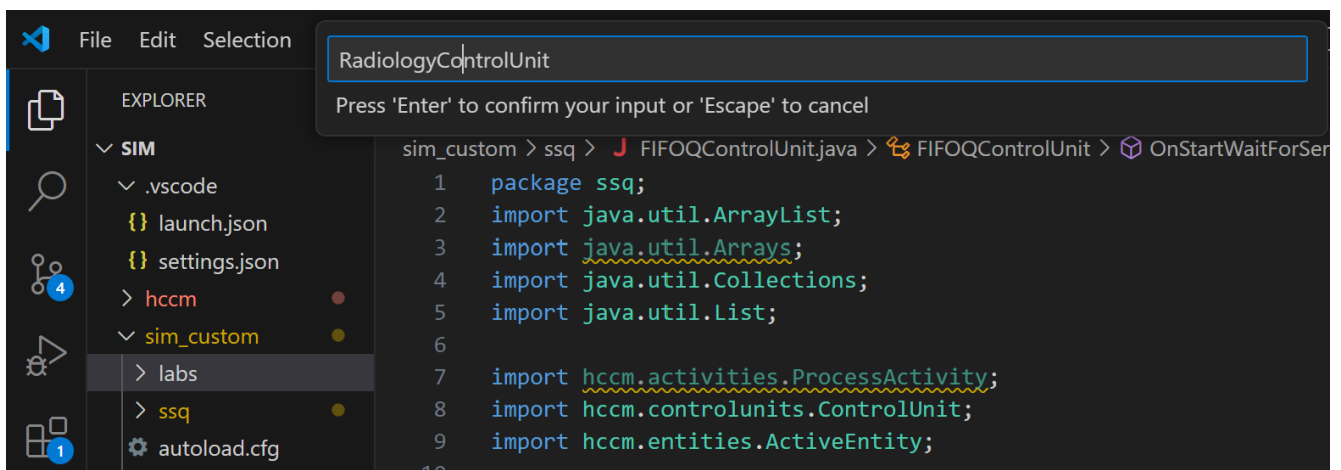 File Edit Selection
RadiologyControlUnit
Press 'Enter' to confirm your input or 'Escape' to cancel
EXPLORER
SIM
.vscode
{} launch.json
{} settings.json
hccm
sim_custom
labs
ssq
autoload.cfg
4
1
sim_custom > ssq > J FIFOQControlUnit.java > FIFOQControlUnit > OnStartWaitForSer
1 package ssq;
2 import java.util.ArrayList;
3 import java.util.Arrays;
4 import java.util.Collections;
5 import java.util.List;
6
7 import hccm.activities.ProcessActivity;
8 import hccm.controlunits.ControlUnit;
9 import hccm.entities.ActiveEntity;
10